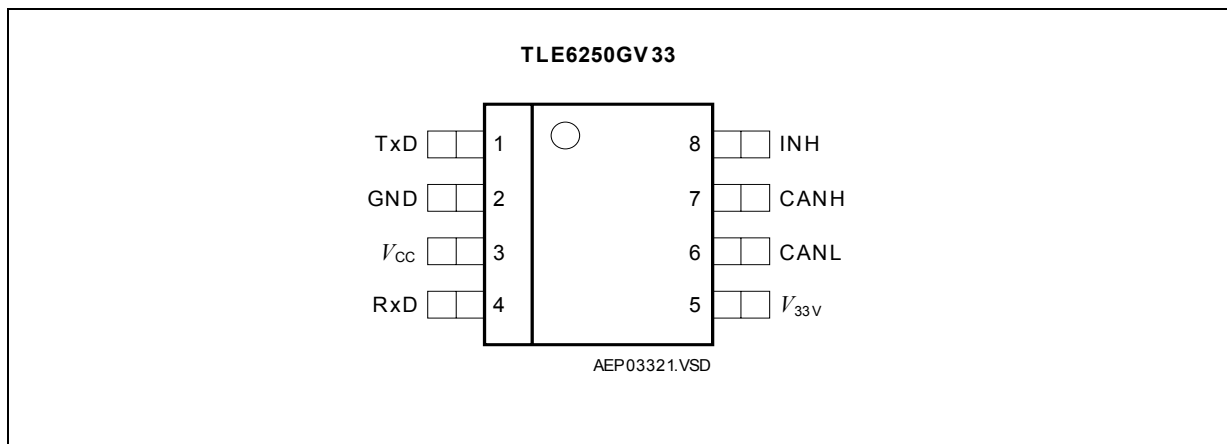 TLE6250GV33
TxD 1 8 INH
GND 2 7 CANH
VCC 3 6 CANL
RxD 4 5 V33V
AEP03321.VSD